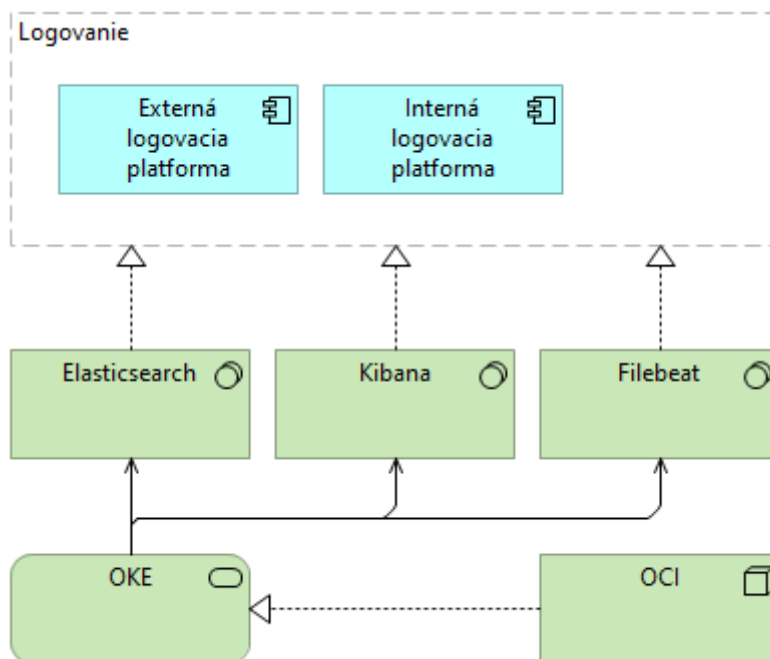 Logovanie
Externá
logovacia
platforma
Interná
logovacia
platforma
Elasticsearch
Kibana
Filebeat
OKE
OCI